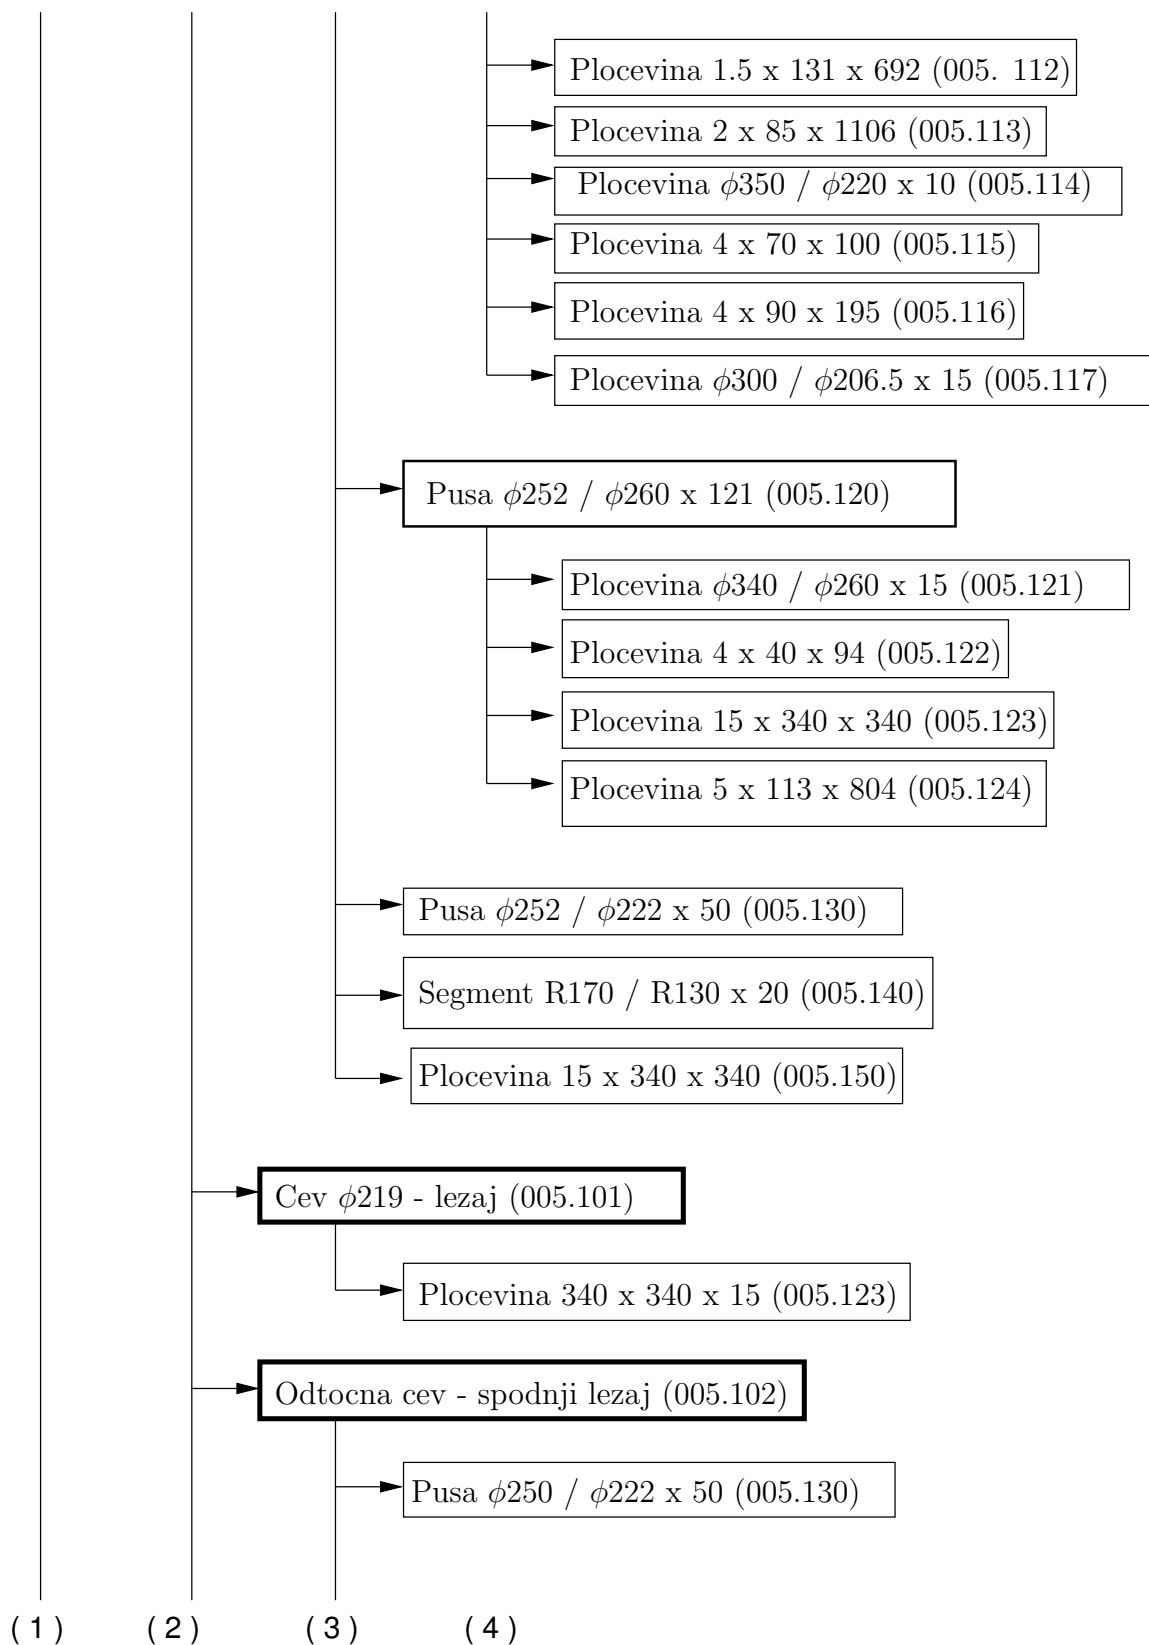 Plocevina 1.5 x 131 x 692 (005. 112)
Plocevina 2 x 85 x 1106 (005.113)
Plocevina ϕ350 / ϕ220 x 10 (005.114)
Plocevina 4 x 70 x 100 (005.115)
Plocevina 4 x 90 x 195 (005.116)
Plocevina ϕ300 / ϕ206.5 x 15 (005.117)
Pusa ϕ252 / ϕ260 x 121 (005.120)
Plocevina ϕ340 / ϕ260 x 15 (005.121)
Plocevina 4 x 40 x 94 (005.122)
Plocevina 15 x 340 x 340 (005.123)
Plocevina 5 x 113 x 804 (005.124)
Pusa ϕ252 / ϕ222 x 50 (005.130)
Segment R170 / R130 x 20 (005.140)
Plocevina 15 x 340 x 340 (005.150)
Cev ϕ219 - lezaj (005.101)
Plocevina 340 x 340 x 15 (005.123)
Odtocna cev - spodnji lezaj (005.102)
Pusa ϕ250 / ϕ222 x 50 (005.130)
( 1 ) ( 2 ) ( 3 ) ( 4 )